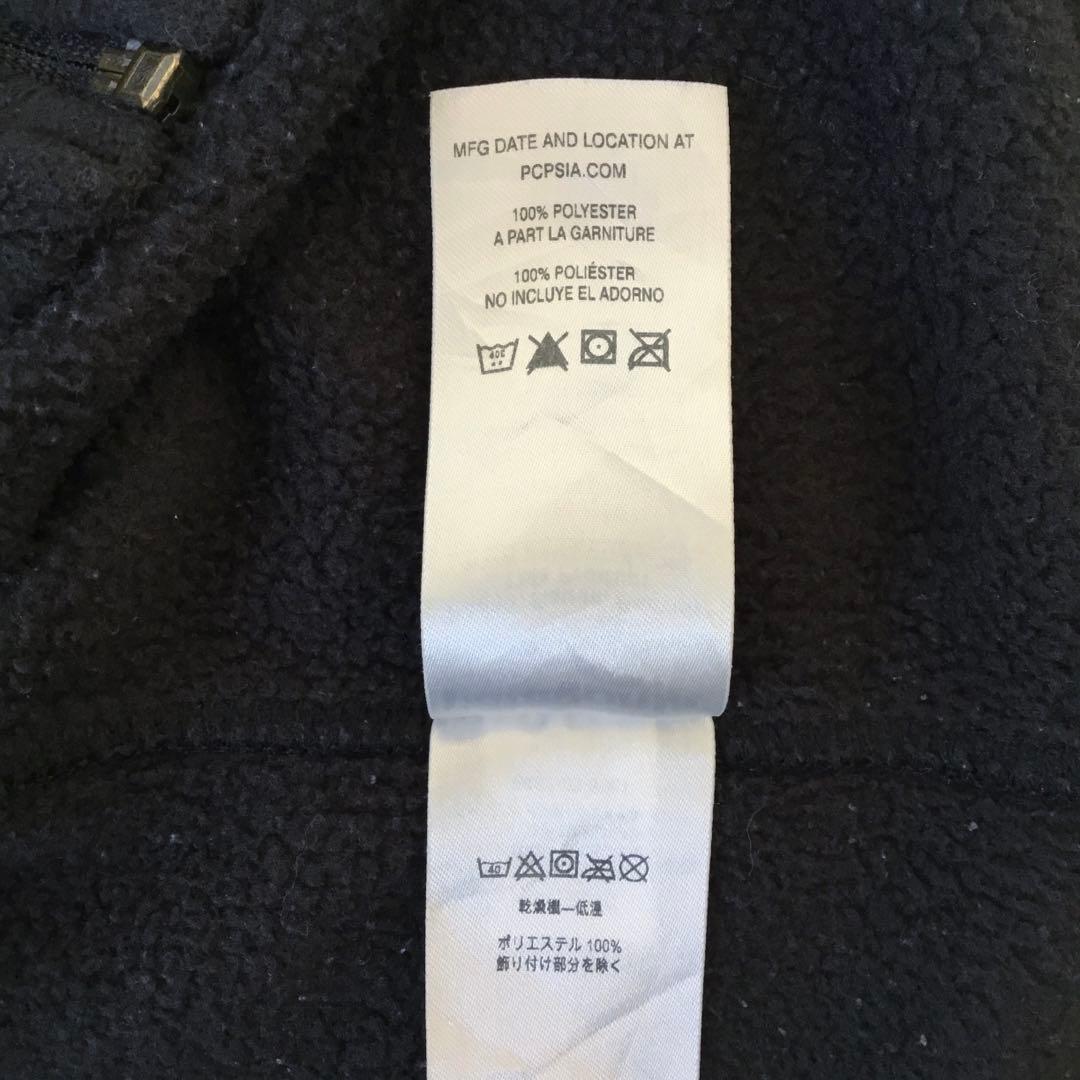 MFG DATE AND LOCATION AT
PCPSIA.COM
100% POLYESTER
A PART LA GARNITURE
100% POLIÉSTER
NO INCLUYE EL ADORNO
40
乾燥機—低温
ポリエステル 100%
飾り付け部分を除く